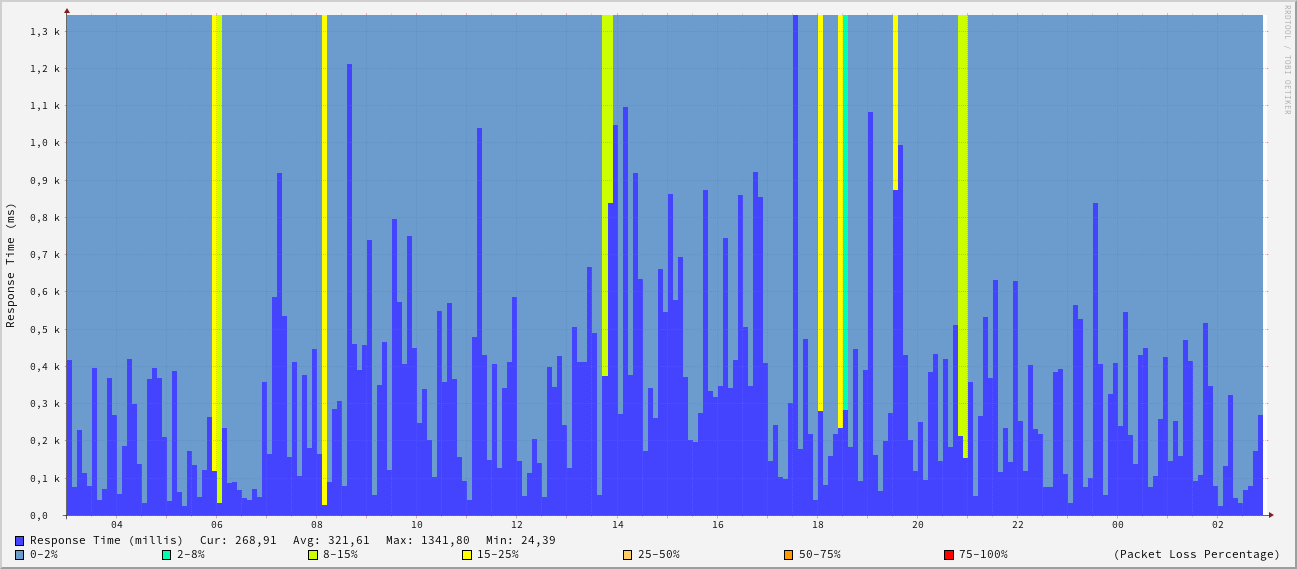 RRDTOOL / TOBI OETIKER
Response Time (ms)
1,3 k
1,2 k
1,1 k
1,0 k
0,9 k
0,8 k
0,7 k
0,6 k
0,5 k
0,4 k
0,3 k
0,2 k
0,1 k
0,0
04 06 08 10 12 14 16 18 20 22 00 02
Response Time (millis) Cur: 268,91 Avg: 321,61 Max: 1341,80 Min: 24,39
0-2% 2-8% 8-15% 15-25% 25-50% 50-75% 75-100% (Packet Loss Percentage)